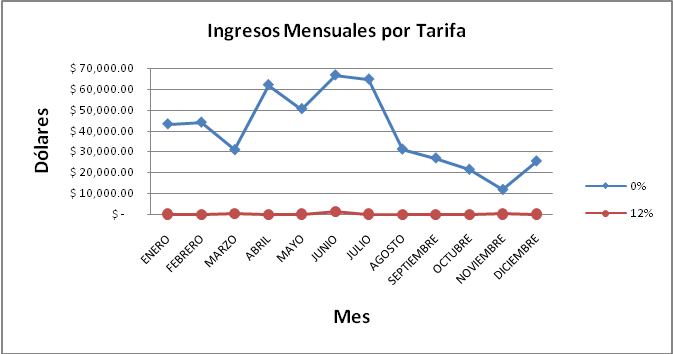 Ingresos Mensuales por Tarifa
Dólares
$ 70,000.00
$ 60,000.00
$ 50,000.00
$ 40,000.00
$ 30,000.00
$ 20,000.00
$ 10,000.00
$ -
ENERO
FEBRERO
MARZO
ABRIL
MAYO
JUNIO
JULIO
AGOSTO
SEPTIEMBRE
OCTUBRE
NOVIEMBRE
DICIEMBRE
Mes
0%
12%